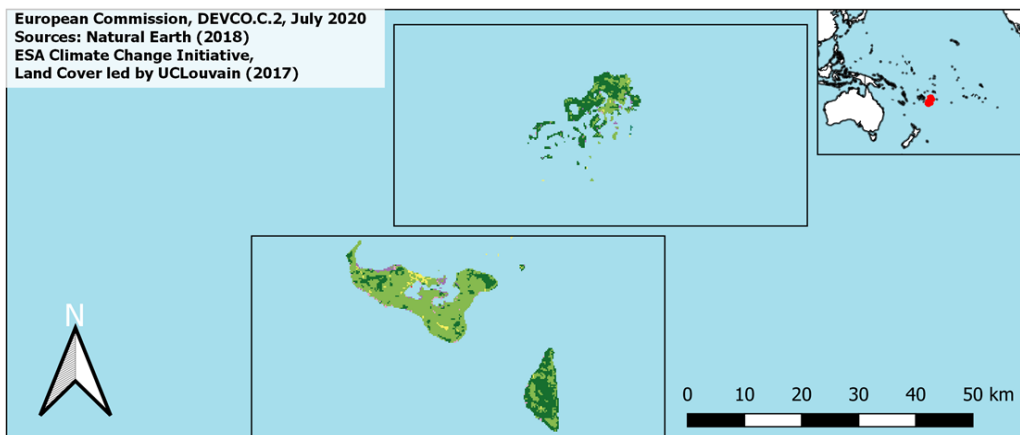 European Commission, DEVCO.C.2, July 2020
Sources: Natural Earth (2018)
ESA Climate Change Initiative,
Land Cover led by UCLouvain (2017)
N
0 10 20 30 40 50 km